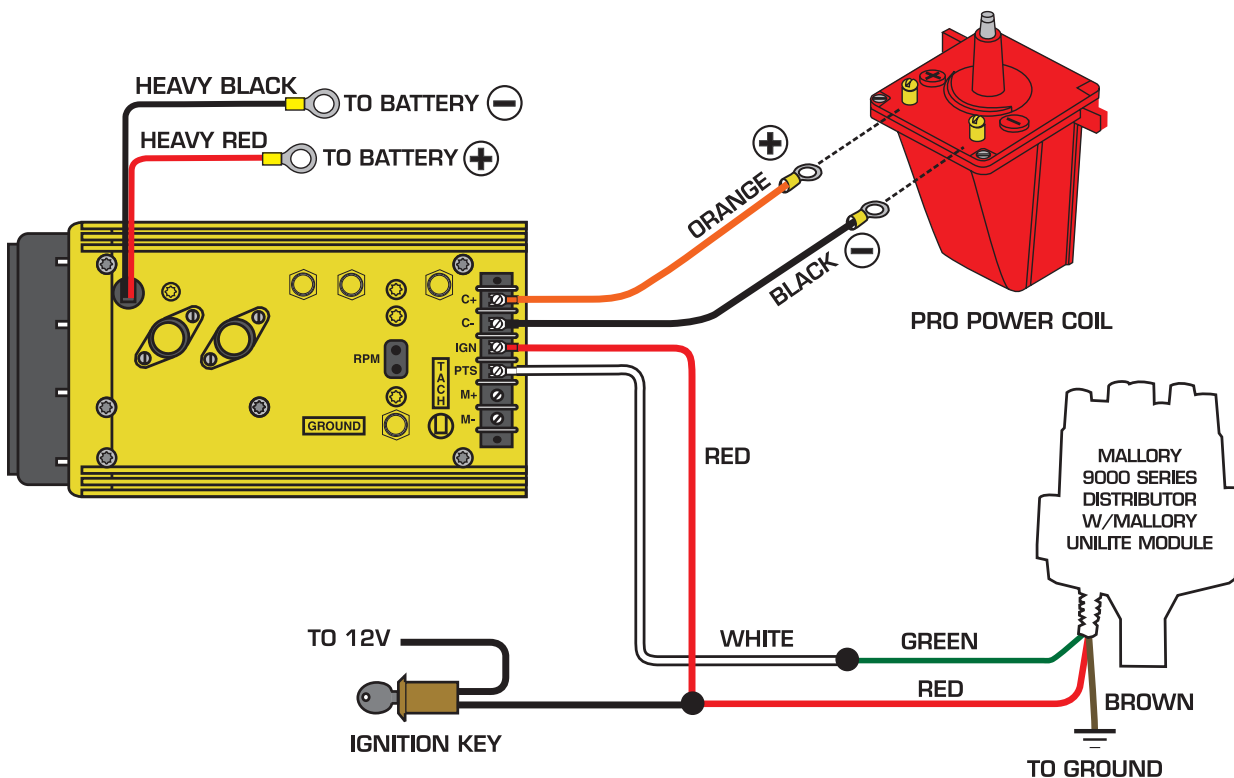 HEAVY BLACK
TO BATTERY −
HEAVY RED
TO BATTERY +
+
−
+
ORANGE
−
BLACK
PRO POWER COIL
C+
C-
IGN
PTS
M+
M-
RPM
TACH
GROUND
RED
MALLORY
9000 SERIES
DISTRIBUTOR
W/MALLORY
UNILITE MODULE
TO 12V
WHITE
GREEN
RED
BROWN
IGNITION KEY
TO GROUND